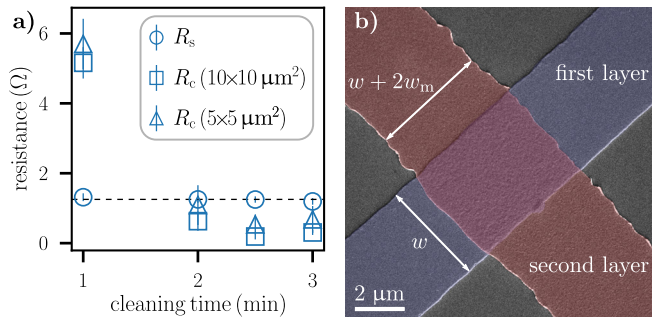 a)
resistance (Ω)
6
4
2
0
R_s
R_c (10×10 μm²)
R_c (5×5 μm²)
1
2
3
cleaning time (min)
b)
w + 2w_m
first layer
w
second layer
2 μm